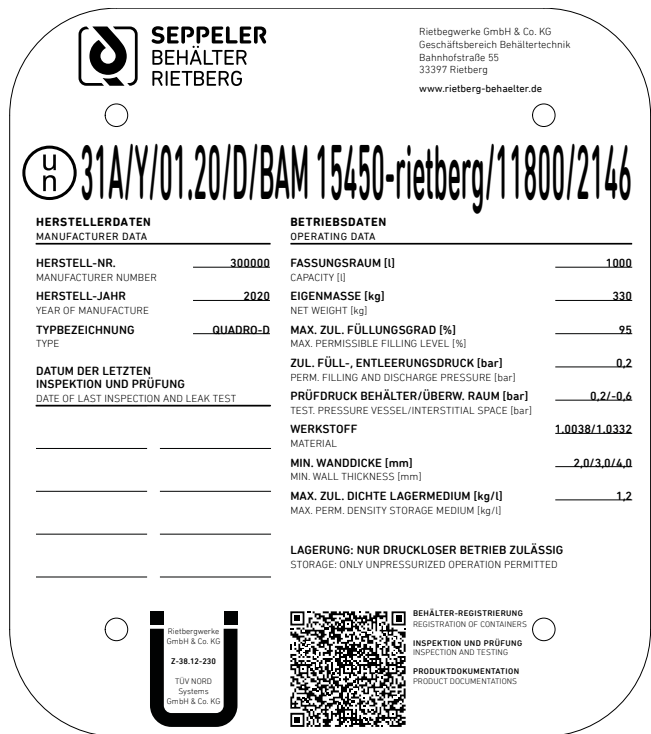 SEPPELER
BEHÄLTER
RIETBERG
Rietbegwerke GmbH & Co. KG
Geschäftsbereich Behältertechnik
Bahnhofstraße 55
33397 Rietberg
www.rietberg-behaelter.de
un 31A/Y/01.20/D/BAM 15450-rietberg/11800/2146
HERSTELLERDATEN
MANUFACTURER DATA
HERSTELL-NR. 300000
MANUFACTURER NUMBER
HERSTELL-JAHR 2020
YEAR OF MANUFACTURE
TYPBEZEICHNUNG QUADRO-D
TYPE
DATUM DER LETZTEN
INSPEKTION UND PRÜFUNG
DATE OF LAST INSPECTION AND LEAK TEST
BETRIEBSDATEN
OPERATING DATA
FASSUNGSRAUM [l] 1000
CAPACITY [l]
EIGENMASSE [kg] 330
NET WEIGHT [kg]
MAX. ZUL. FÜLLUNGSGRAD [%] 95
MAX. PERMISSIBLE FILLING LEVEL [%]
ZUL. FÜLL-, ENTLEERUNGSDRUCK [bar] 0,2
PERM. FILLING AND DISCHARGE PRESSURE [bar]
PRÜFDRUCK BEHÄLTER/ÜBERW. RAUM [bar] 0,2/-0,6
TEST. PRESSURE VESSEL/INTERSTITIAL SPACE [bar]
WERKSTOFF 1.0038/1.0332
MATERIAL
MIN. WANDDICKE [mm] 2,0/3,0/4,0
MIN. WALL THICKNESS [mm]
MAX. ZUL. DICHTE LAGERMEDIUM [kg/l] 1,2
MAX. PERM. DENSITY STORAGE MEDIUM [kg/l]
LAGERUNG: NUR DRUCKLOSER BETRIEB ZULÄSSIG
STORAGE: ONLY UNPRESSURIZED OPERATION PERMITTED
Rietbergwerke
GmbH & Co. KG
Z-38.12-230
TÜV NORD
Systems
GmbH & Co. KG
BEHÄLTER-REGISTRIERUNG
REGISTRATION OF CONTAINERS
INSPEKTION UND PRÜFUNG
INSPECTION AND TESTING
PRODUKTDOKUMENTATION
PRODUCT DOCUMENTATIONS